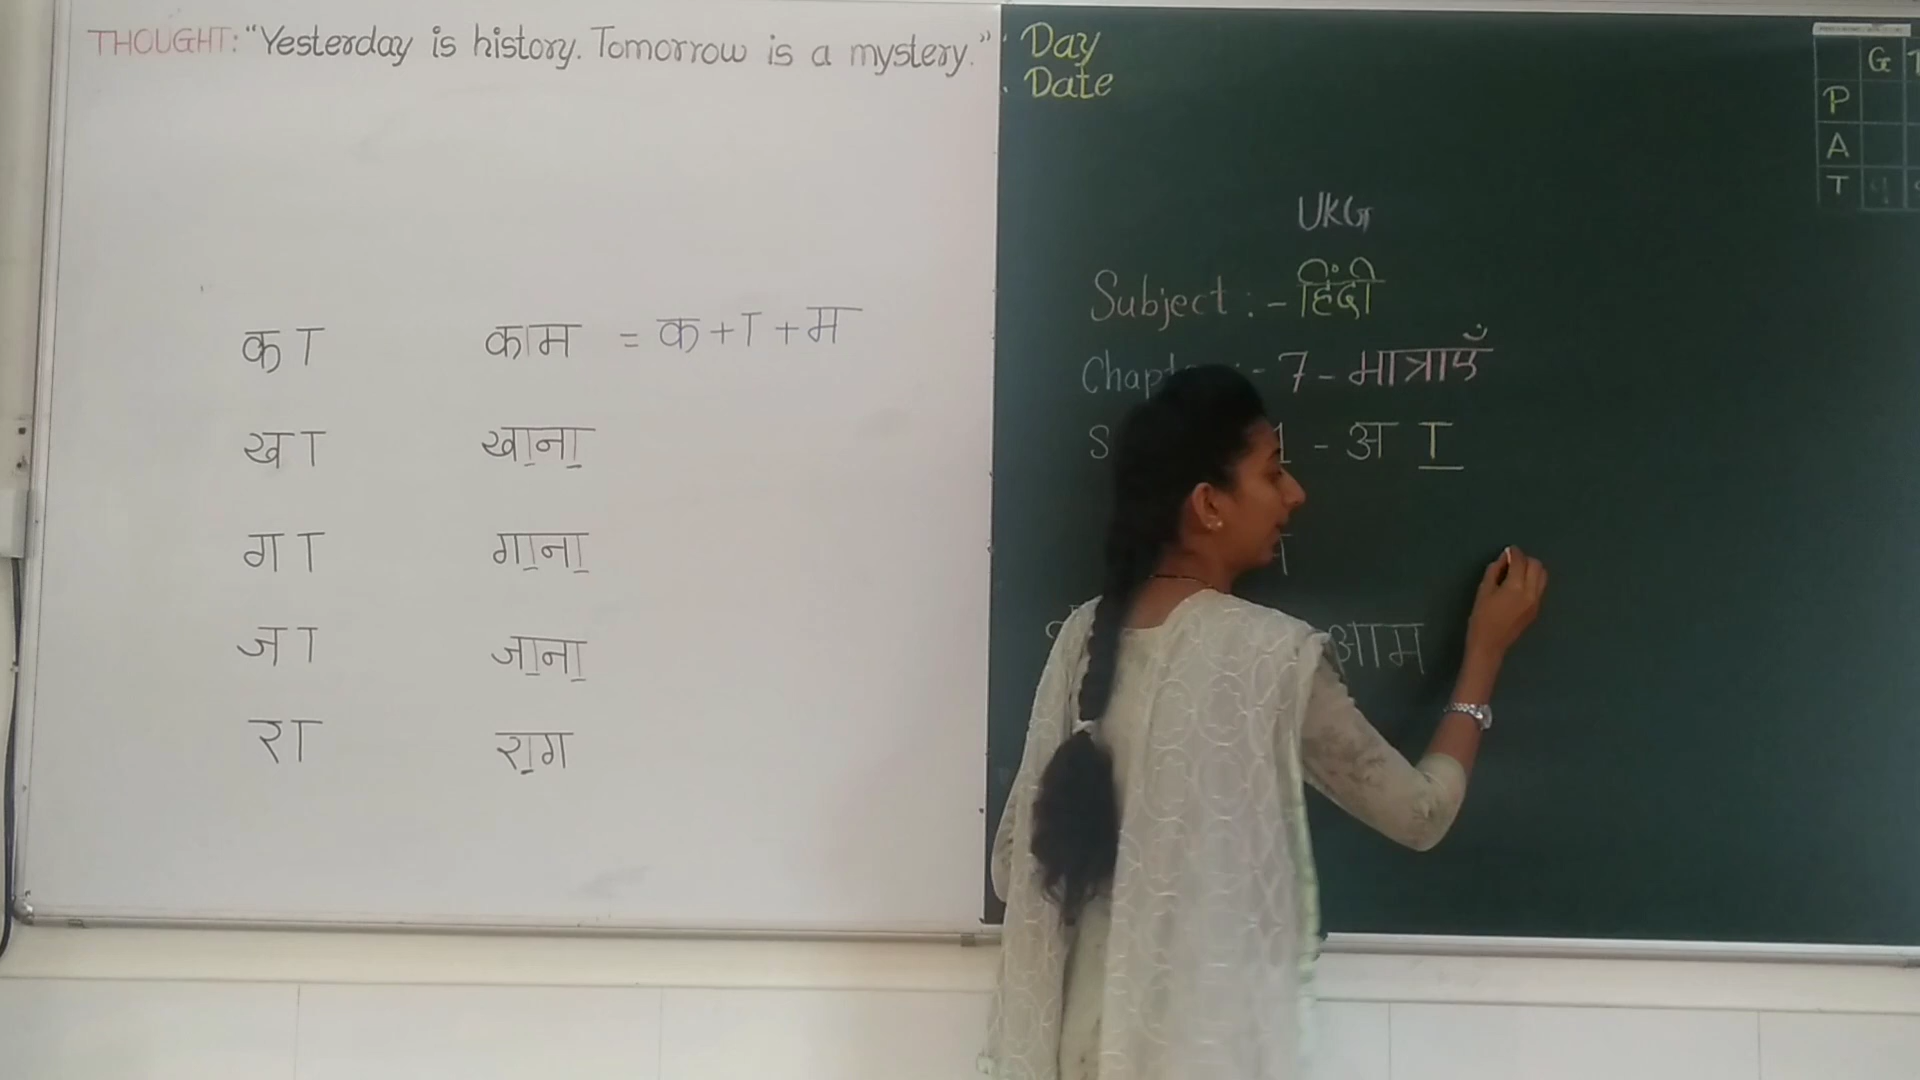 THOUGHT: "Yesterday is history. Tomorrow is a mystery."
क ा काम = क + ा + म
ख ा खाना
ग ा गाना
ज ा जाना
रा राग
Day
Date
G
P
A
T
UKG
Subject :- हिंदी
:- 7 - मात्राएँ
1 - अ ा
आम